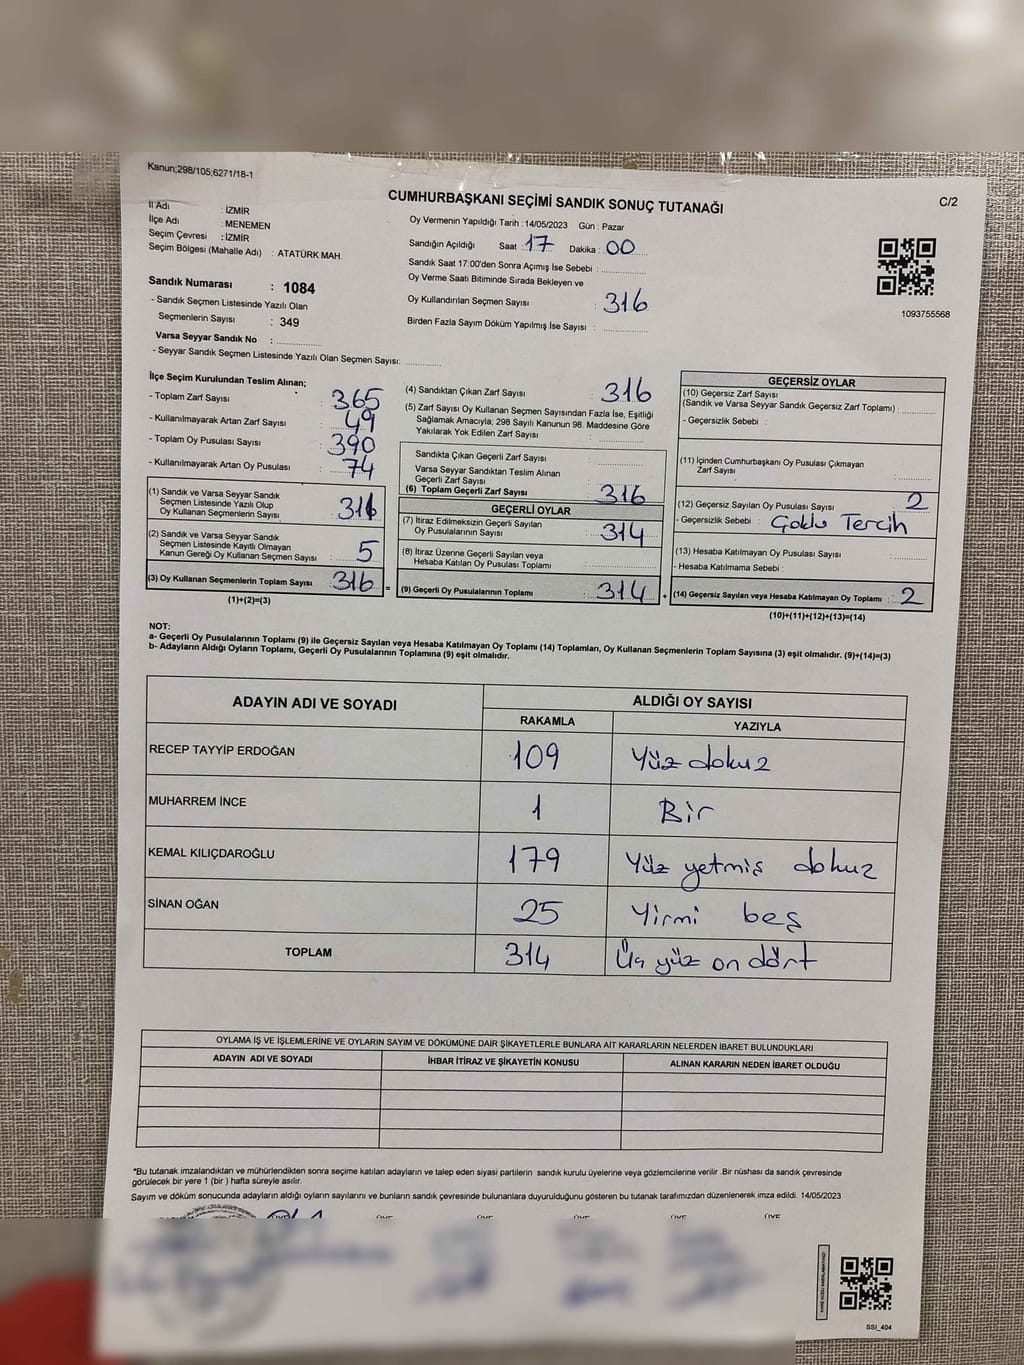 Kanun;298/105;6271/18-1
CUMHURBAŞKANI SEÇİMİ SANDIK SONUÇ TUTANAĞI
C/2
İl Adı : İZMİR
İlçe Adı : MENEMEN
Seçim Çevresi : İZMİR
Seçim Bölgesi (Mahalle Adı) : ATATÜRK MAH.
Oy Vermenin Yapıldığı Tarih : 14/05/2023 Gün : Pazar
Sandığın Açıldığı Saat : 17 Dakika : 00
Sandık Saat 17:00'den Sonra Açımış İse Sebebi :
Oy Verme Saati Bitiminde Sırada Bekleyen ve
Oy Kullandırılan Seçmen Sayısı : 316
Birden Fazla Sayım Döküm Yapılmış İse Sayısı :
1093755568
Sandık Numarası : 1084
- Sandık Seçmen Listesinde Yazılı Olan
Seçmenlerin Sayısı : 349
Varsa Seyyar Sandık No :
- Seyyar Sandık Seçmen Listesinde Yazılı Olan Seçmen Sayısı:
İlçe Seçim Kurulundan Teslim Alınan;
- Toplam Zarf Sayısı : 365
- Kullanılmayarak Artan Zarf Sayısı : 49
- Toplam Oy Pusulası Sayısı : 390
- Kullanılmayarak Artan Oy Pusulası : 74
(1) Sandık ve Varsa Seyyar Sandık
Seçmen Listesinde Yazılı Olup
Oy Kullanan Seçmenlerin Sayısı : 311
(2) Sandık ve Varsa Seyyar Sandık
Seçmen Listesinde Kayıtlı Olmayan
Kanun Gereği Oy Kullanan Seçmen Sayısı : 5
(3) Oy Kullanan Seçmenlerin Toplam Sayısı : 316 =
(1)+(2)=(3)
(4) Sandıktan Çıkan Zarf Sayısı : 316
(5) Zarf Sayısı Oy Kullanan Seçmen Sayısından Fazla İse, Eşitliği
Sağlamak Amacıyla; 298 Sayılı Kanunun 98. Maddesine Göre
Yakılarak Yok Edilen Zarf Sayısı :
Sandıkta Çıkan Geçerli Zarf Sayısı :
Varsa Seyyar Sandıktan Teslim Alınan
Geçerli Zarf Sayısı :
(6) Toplam Geçerli Zarf Sayısı : 316
GEÇERLİ OYLAR
(7) İtiraz Edilmeksizin Geçerli Sayılan
Oy Pusulalarının Sayısı : 314
(8) İtiraz Üzerine Geçerli Sayılan veya
Hesaba Katılan Oy Pusulası Toplamı :
(9) Geçerli Oy Pusulalarının Toplamı : 314 +
GEÇERSİZ OYLAR
(10) Geçersiz Zarf Sayısı
(Sandık ve Varsa Seyyar Sandık Geçersiz Zarf Toplamı) :
- Geçersizlik Sebebi :
(11) İçinden Cumhurbaşkanı Oy Pusulası Çıkmayan
Zarf Sayısı :
(12) Geçersiz Sayılan Oy Pusulası Sayısı : 2
- Geçersizlik Sebebi : Çoklu Tercih
(13) Hesaba Katılmayan Oy Pusulası Sayısı :
- Hesaba Katılmama Sebebi :
(14) Geçersiz Sayılan veya Hesaba Katılmayan Oy Toplamı : 2
(10)+(11)+(12)+(13)=(14)
NOT:
a- Geçerli Oy Pusulalarının Toplamı (9) ile Geçersiz Sayılan veya Hesaba Katılmayan Oy Toplamı (14) Toplamları, Oy Kullanan Seçmenlerin Toplam Sayısına (3) eşit olmalıdır. (9)+(14)=(3)
b- Adayların Aldığı Oyların Toplamı, Geçerli Oy Pusulalarının Toplamına (9) eşit olmalıdır.
ADAYIN ADI VE SOYADI ALDIĞI OY SAYISI
RAKAMLA YAZIYLA
RECEP TAYYİP ERDOĞAN 109 Yüz dokuz
MUHARREM İNCE 1 Bir
KEMAL KILIÇDAROĞLU 179 Yüz yetmiş dokuz
SİNAN OĞAN 25 Yirmi beş
TOPLAM 314 Üç yüz on dört
OYLAMA İŞ VE İŞLEMLERİNE VE OYLARIN SAYIM VE DÖKÜMÜNE DAİR ŞİKAYETLERLE BUNLARA AİT KARARLARIN NELERDEN İBARET BULUNDUKLARI
ADAYIN ADI VE SOYADI İHBAR İTİRAZ VE ŞİKAYETİN KONUSU ALINAN KARARIN NEDEN İBARET OLDUĞU
*Bu tutanak imzalandıktan ve mühürlendikten sonra seçime katılan adayların ve talep eden siyasi partilerin sandık kurulu üyelerine veya gözlemcilerine verilir .Bir nüshası da sandık çevresinde
görülecek bir yere 1 (bir ) hafta süreyle asılır.
Sayım ve döküm sonucunda adayların aldığı oyların sayılarını ve bunların sandık çevresinde bulunanlara duyurulduğunu gösteren bu tutanak tarafımızdan düzenlenerek imza edildi. 14/05/2023
ÜYE ÜYE ÜYE ÜYE ÜYE
SSI_404